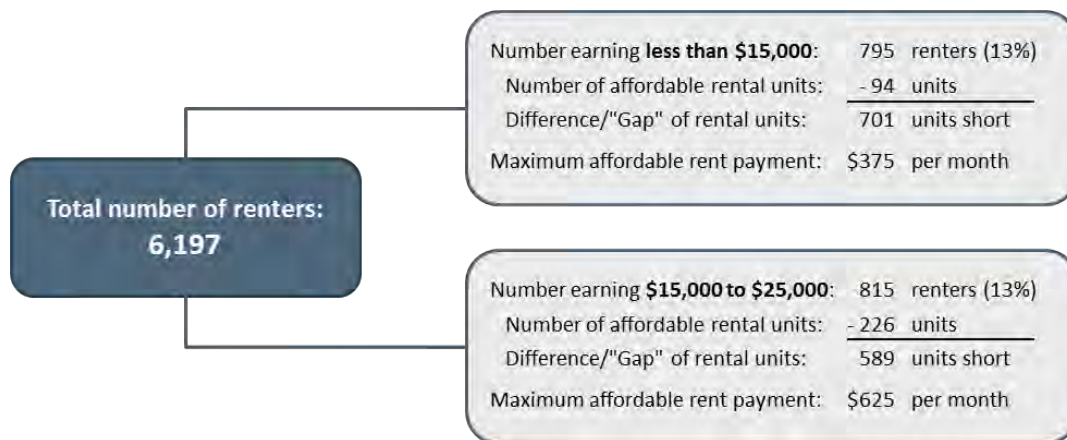 Number earning less than $15,000: 795 renters (13%)
Number of affordable rental units: - 94 units
Difference/"Gap" of rental units: 701 units short
Maximum affordable rent payment: $375 per month
Total number of renters:
6,197
Number earning $15,000 to $25,000: 815 renters (13%)
Number of affordable rental units: - 226 units
Difference/"Gap" of rental units: 589 units short
Maximum affordable rent payment: $625 per month